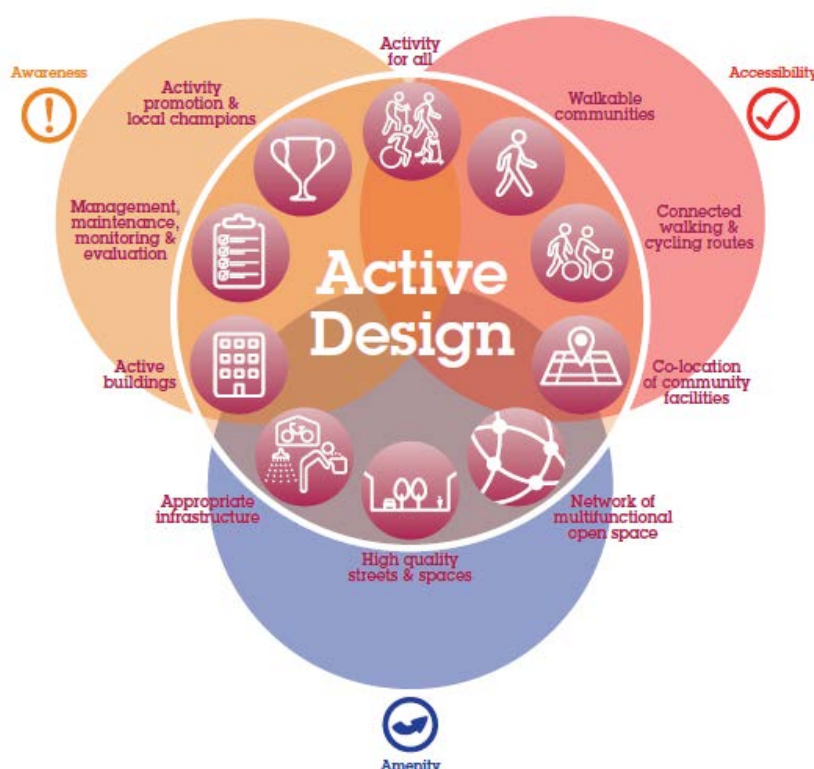 Activity
for all
Awareness
Accessibility
Activity
promotion &
local champions
Walkable
communities
Management,
maintenance,
monitoring &
evaluation
Connected
walking &
cycling routes
Active
Design
Active
buildings
Co-location
of community
facilities
Appropriate
infrastructure
Network of
multifunctional
open space
High quality
streets & spaces
Amenity